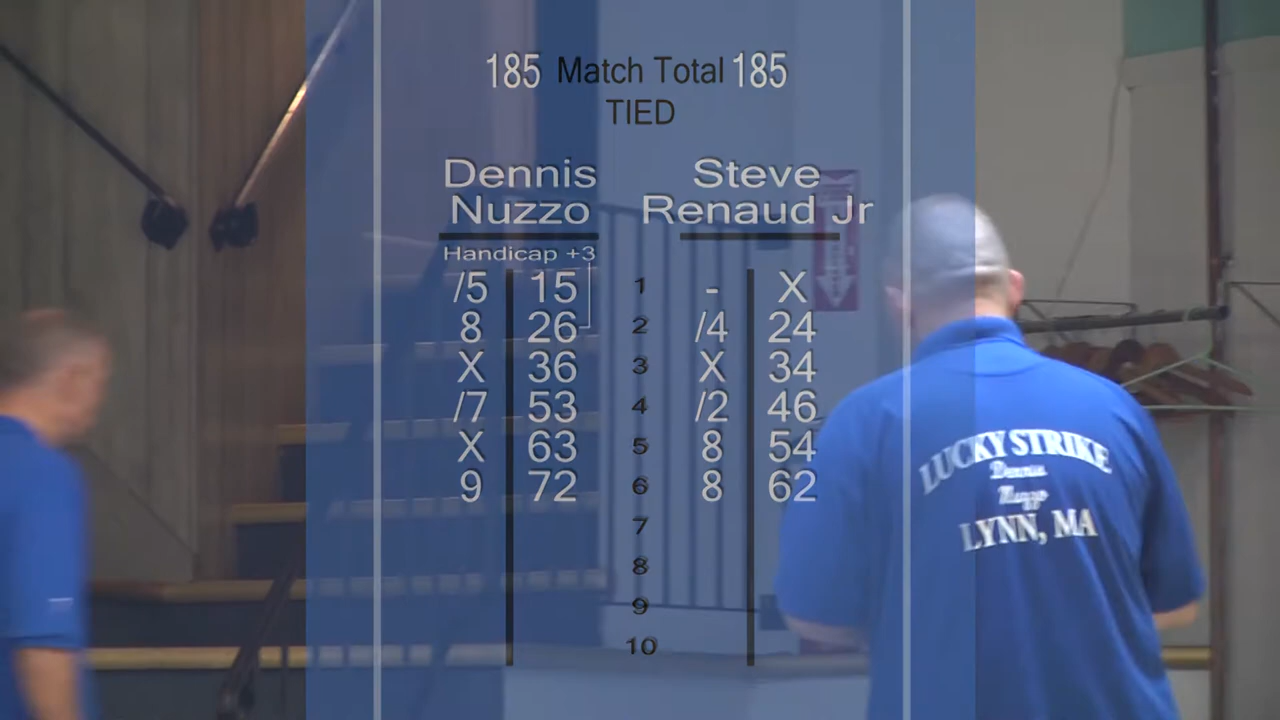 185 Match Total 185
TIED
Dennis Nuzzo
Steve Renaud Jr
Handicap +3
/5 15 1 - X
8 26 2 /4 24
X 36 3 X 34
/7 53 4 /2 46
X 63 5 8 54
9 72 6 8 62
7
8
9
10
LUCKY STRIKE
Dennis
Nuzzo
LYNN, MA